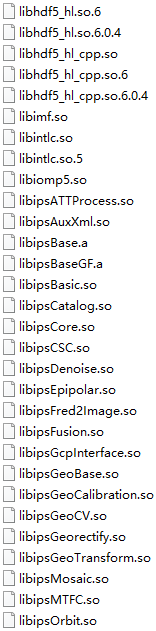 libhdf5_hl.so.6
libhdf5_hl.so.6.0.4
libhdf5_hl_cpp.so
libhdf5_hl_cpp.so.6
libhdf5_hl_cpp.so.6.0.4
libimf.so
libintlc.so
libintlc.so.5
libiomp5.so
libipsATTProcess.so
libipsAuxXml.so
libipsBase.a
libipsBaseGF.a
libipsBasic.so
libipsCatalog.so
libipsCore.so
libipsCSC.so
libipsDenoise.so
libipsEpipolar.so
libipsFred2Image.so
libipsFusion.so
libipsGcpInterface.so
libipsGeoBase.so
libipsGeoCalibration.so
libipsGeoCV.so
libipsGeorectify.so
libipsGeoTransform.so
libipsMosaic.so
libipsMTFC.so
libipsOrbit.so